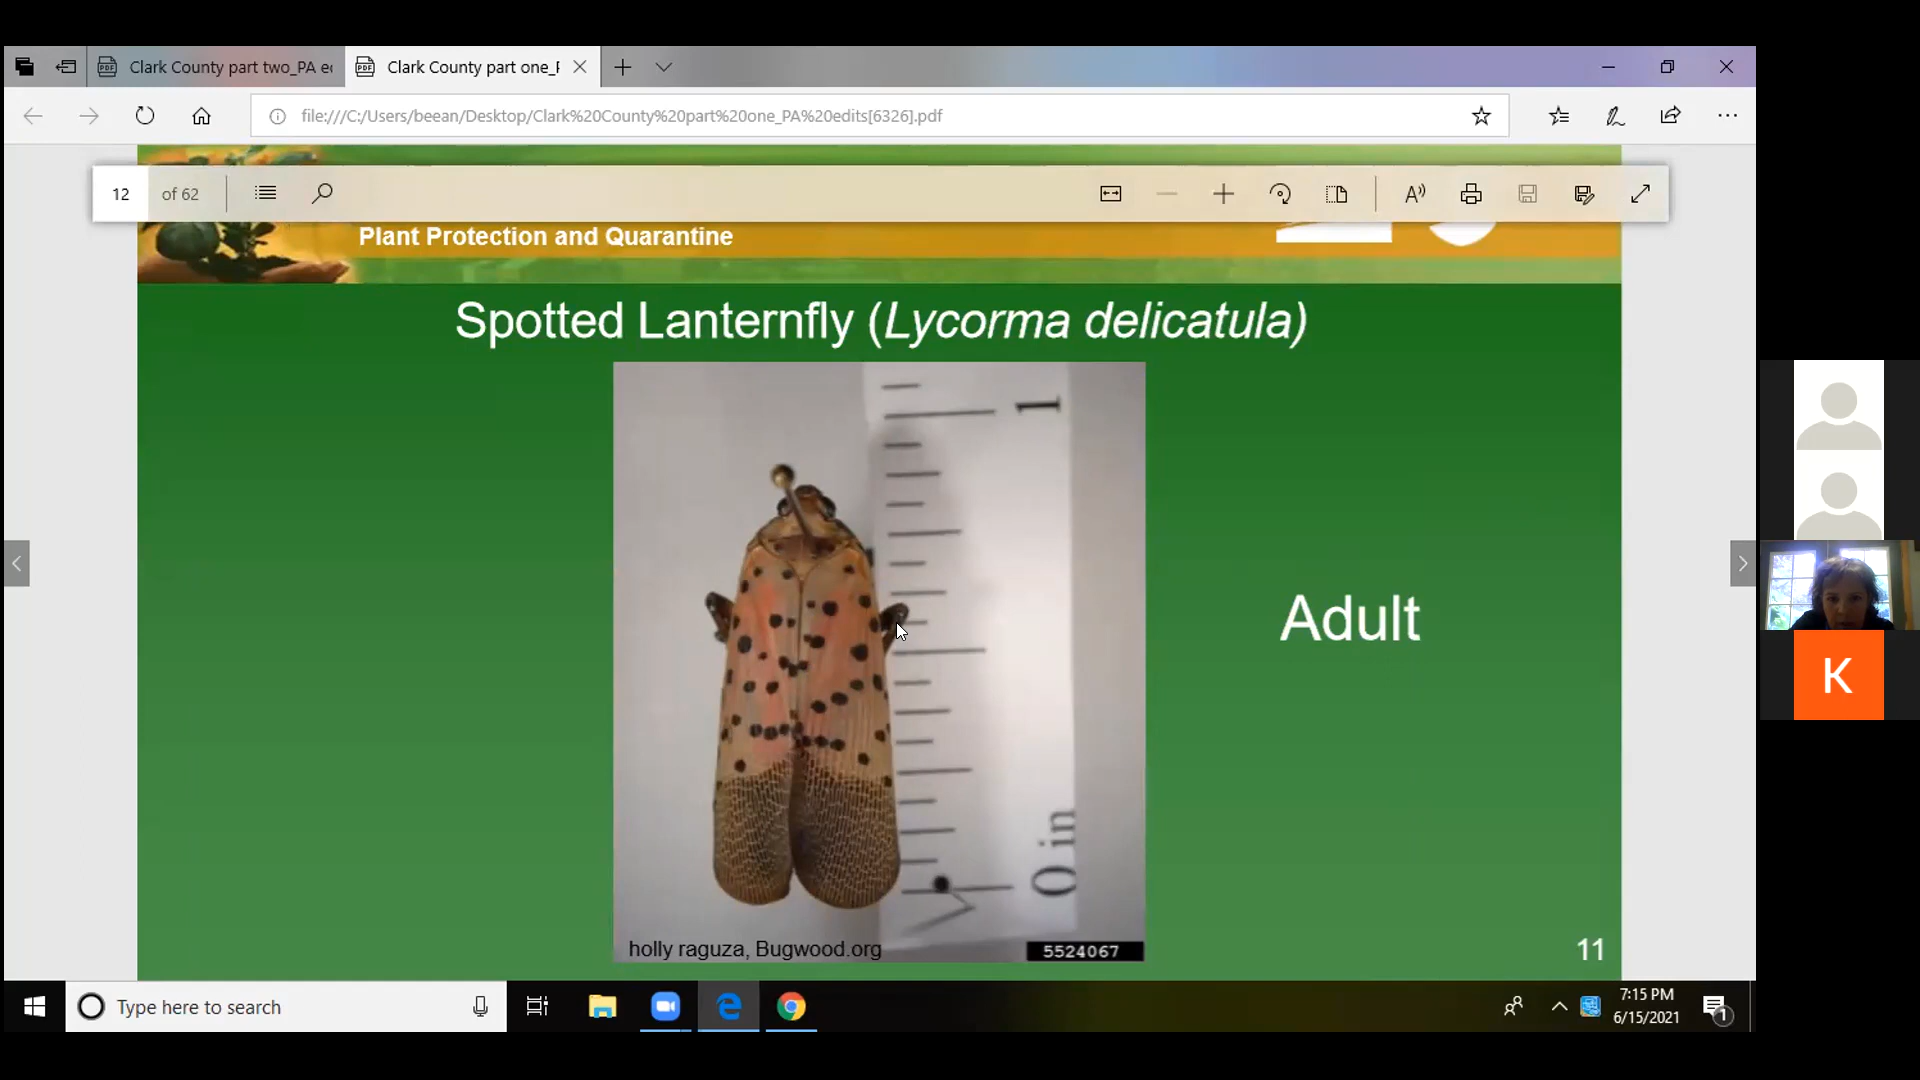 Clark County part two_PA e
Clark County part one_F
file:///C:/Users/beean/Desktop/Clark%20County%20part%20one_PA%20edits[6326].pdf
12 of 62
Plant Protection and Quarantine
Spotted Lanternfly (Lycorma delicatula)
1
0 in
Adult
holly raguza, Bugwood.org
5524067
11
K
Type here to search
7:15 PM
6/15/2021
1